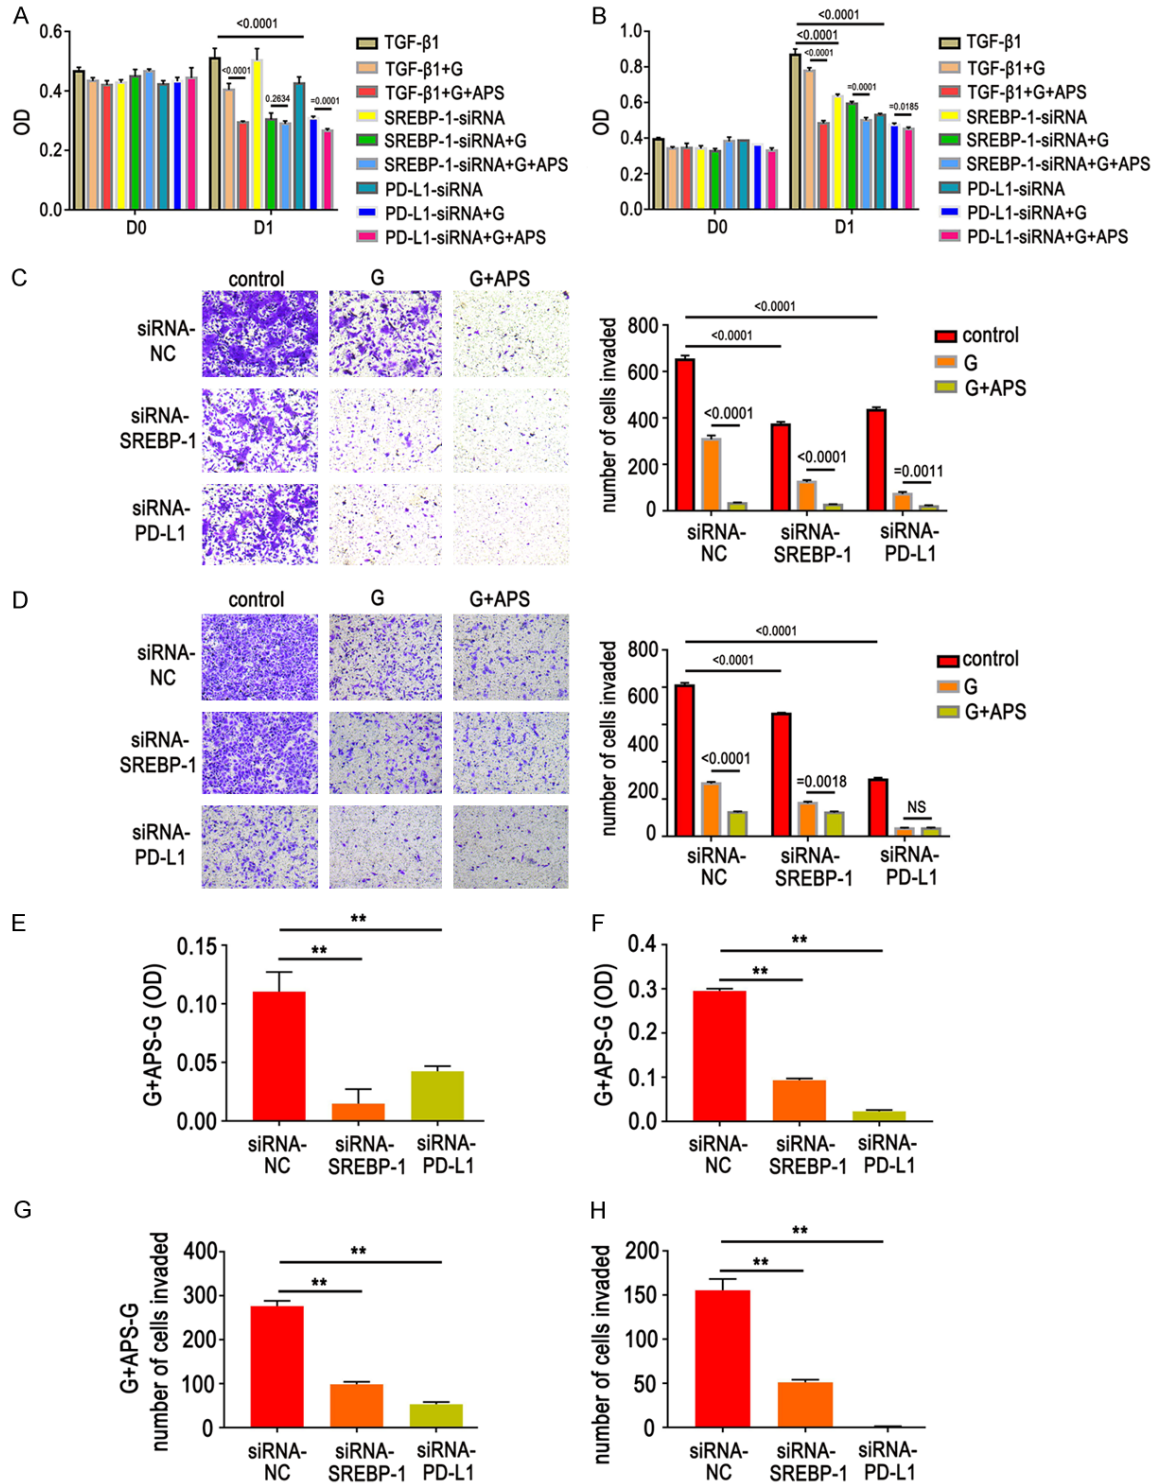 A
0.6
0.4
0.2
0.0
OD
D0
D1
<0.0001
<0.0001
0.2634
=0.0001
TGF-β1
TGF-β1+G
TGF-β1+G+APS
SREBP-1-siRNA
SREBP-1-siRNA+G
SREBP-1-siRNA+G+APS
PD-L1-siRNA
PD-L1-siRNA+G
PD-L1-siRNA+G+APS
B
1.0
0.8
0.6
0.4
0.2
0.0
OD
D0
D1
<0.0001
<0.0001
<0.0001
=0.0001
=0.0185
TGF-β1
TGF-β1+G
TGF-β1+G+APS
SREBP-1-siRNA
SREBP-1-siRNA+G
SREBP-1-siRNA+G+APS
PD-L1-siRNA
PD-L1-siRNA+G
PD-L1-siRNA+G+APS
C
control
G
G+APS
siRNA-
NC
siRNA-
SREBP-1
siRNA-
PD-L1
number of cells invaded
800
600
400
200
0
<0.0001
<0.0001
<0.0001
<0.0001
=0.0011
siRNA-
NC
siRNA-
SREBP-1
siRNA-
PD-L1
control
G
G+APS
D
control
G
G+APS
siRNA-
NC
siRNA-
SREBP-1
siRNA-
PD-L1
number of cells invaded
800
600
400
200
0
<0.0001
<0.0001
<0.0001
=0.0018
NS
siRNA-
NC
siRNA-
SREBP-1
siRNA-
PD-L1
control
G
G+APS
E
G+APS-G (OD)
0.15
0.10
0.05
0.00
**
**
siRNA-
NC
siRNA-
SREBP-1
siRNA-
PD-L1
F
G+APS-G (OD)
0.4
0.3
0.2
0.1
0.0
**
**
siRNA-
NC
siRNA-
SREBP-1
siRNA-
PD-L1
G
G+APS-G
number of cells invaded
400
300
200
100
0
**
**
siRNA-
NC
siRNA-
SREBP-1
siRNA-
PD-L1
H
number of cells invaded
200
150
100
50
0
**
**
siRNA-
NC
siRNA-
SREBP-1
siRNA-
PD-L1